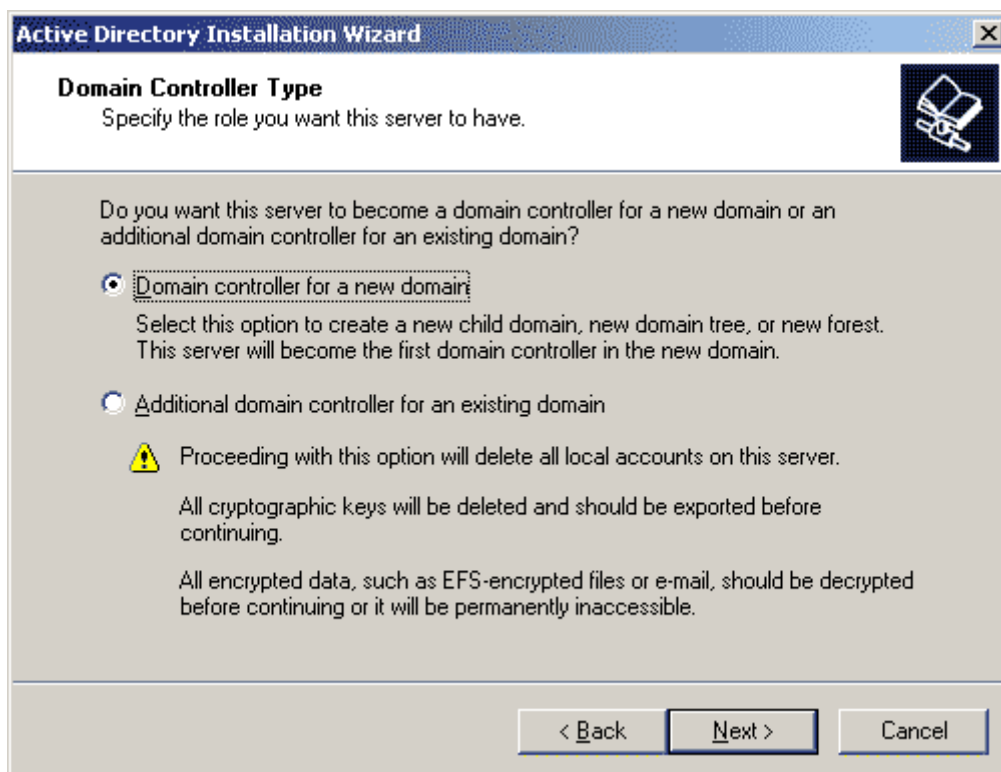 Active Directory Installation Wizard
Domain Controller Type
Specify the role you want this server to have.
Do you want this server to become a domain controller for a new domain or an
additional domain controller for an existing domain?
Domain controller for a new domain
Select this option to create a new child domain, new domain tree, or new forest.
This server will become the first domain controller in the new domain.
Additional domain controller for an existing domain
Proceeding with this option will delete all local accounts on this server.
All cryptographic keys will be deleted and should be exported before
continuing.
All encrypted data, such as EFS-encrypted files or e-mail, should be decrypted
before continuing or it will be permanently inaccessible.
< Back Next > Cancel